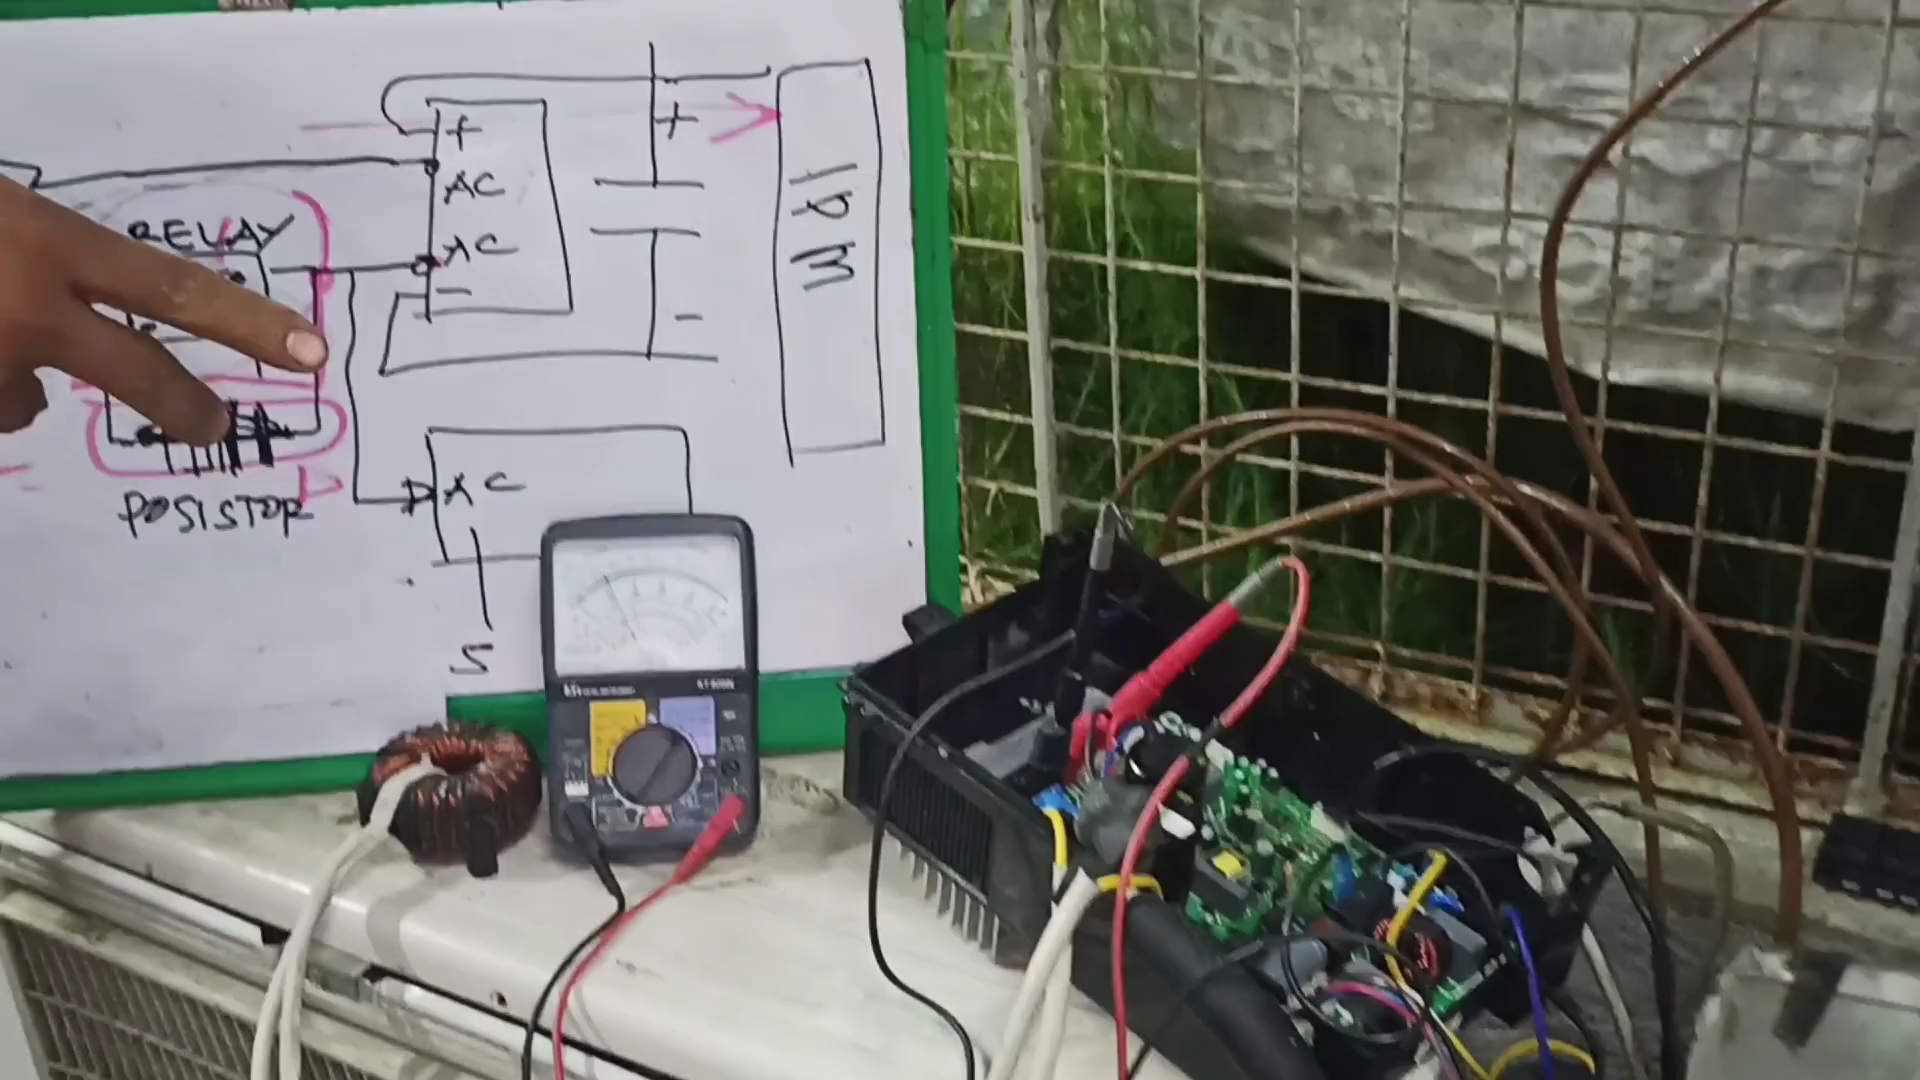 +
AC
RELAY
AC
-
+
-
IPM
POSISTOR
AC
S